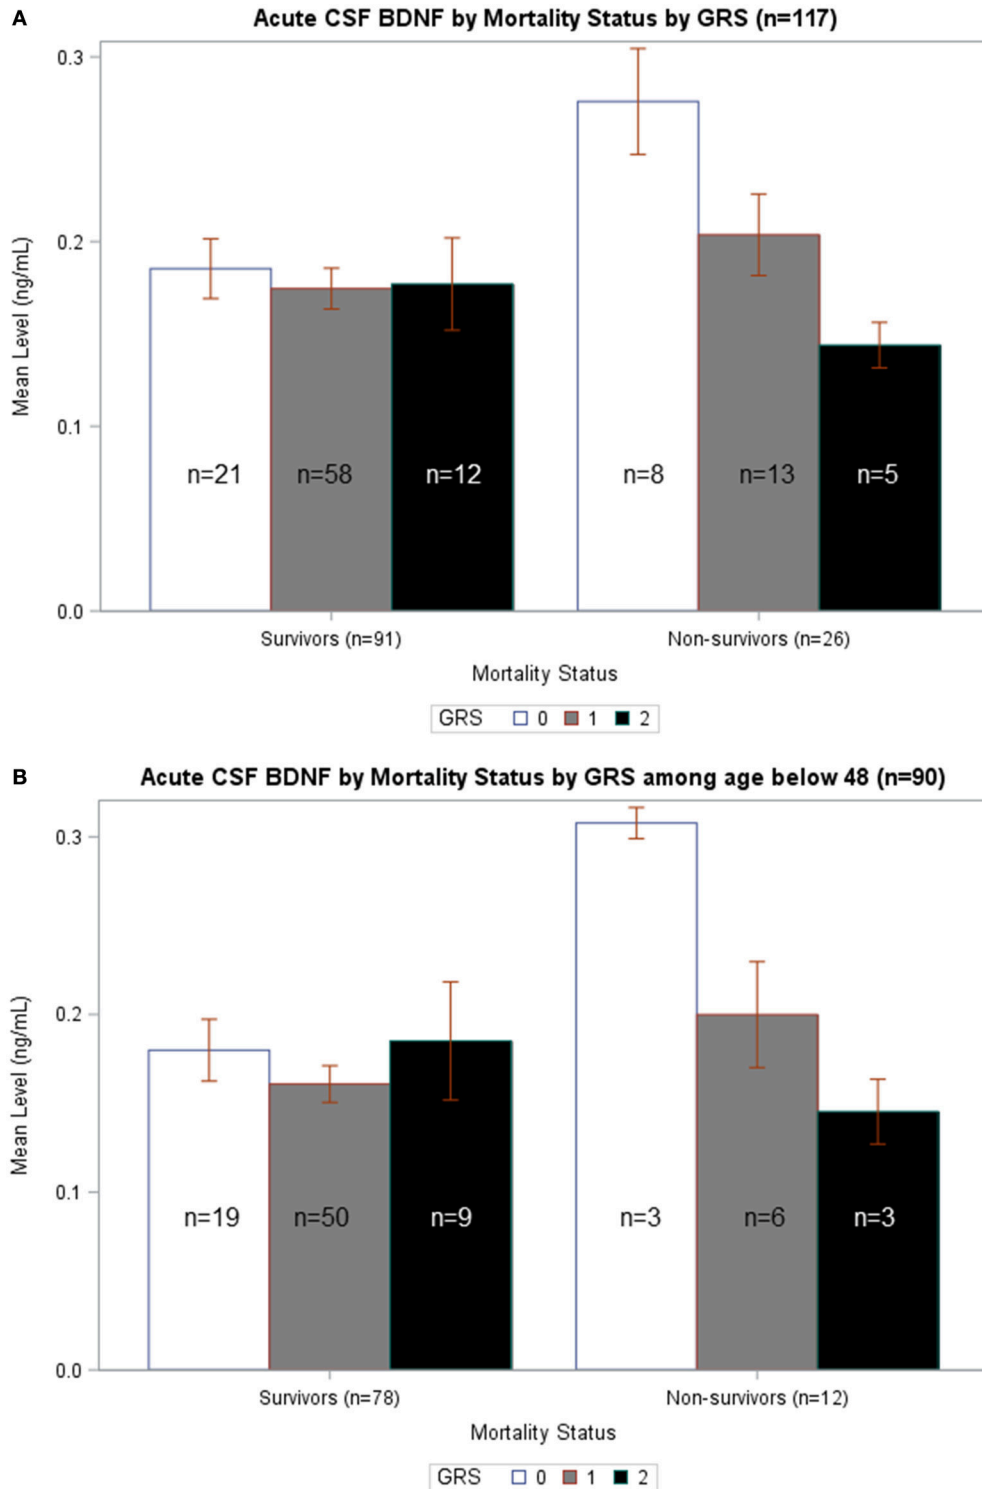 A
Acute CSF BDNF by Mortality Status by GRS (n=117)
0.3
0.2
0.1
0.0
Mean Level (ng/mL)
n=21 n=58 n=12 n=8 n=13 n=5
Survivors (n=91) Non-survivors (n=26)
Mortality Status
GRS 0 1 2
B
Acute CSF BDNF by Mortality Status by GRS among age below 48 (n=90)
0.3
0.2
0.1
0.0
Mean Level (ng/mL)
n=19 n=50 n=9 n=3 n=6 n=3
Survivors (n=78) Non-survivors (n=12)
Mortality Status
GRS 0 1 2